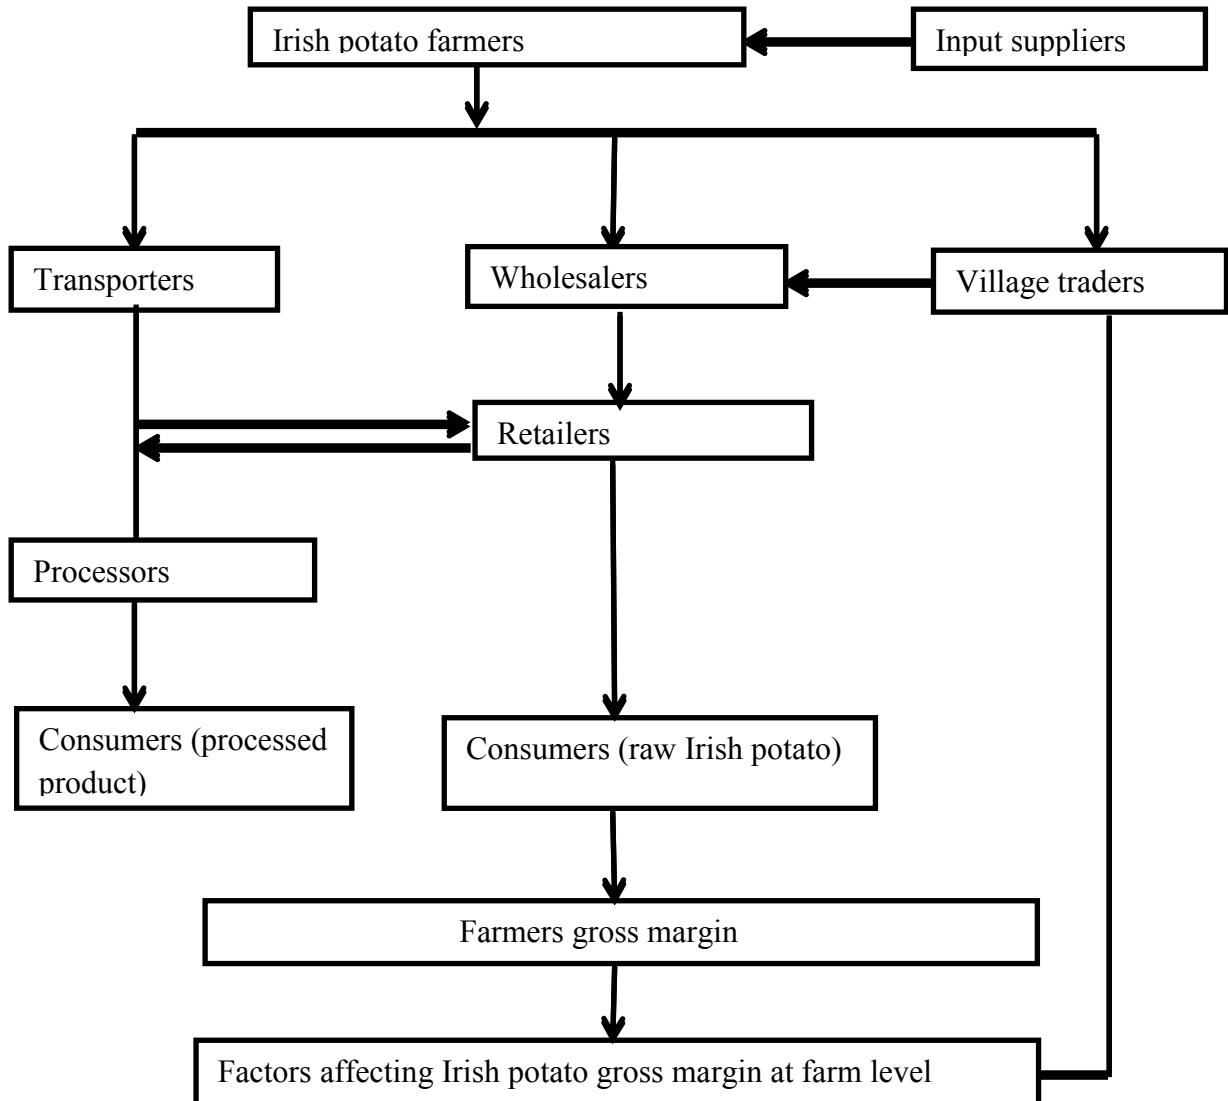 Irish potato farmers
Input suppliers
Transporters
Wholesalers
Village traders
Retailers
Processors
Consumers (processed
product)
Consumers (raw Irish potato)
Farmers gross margin
Factors affecting Irish potato gross margin at farm level